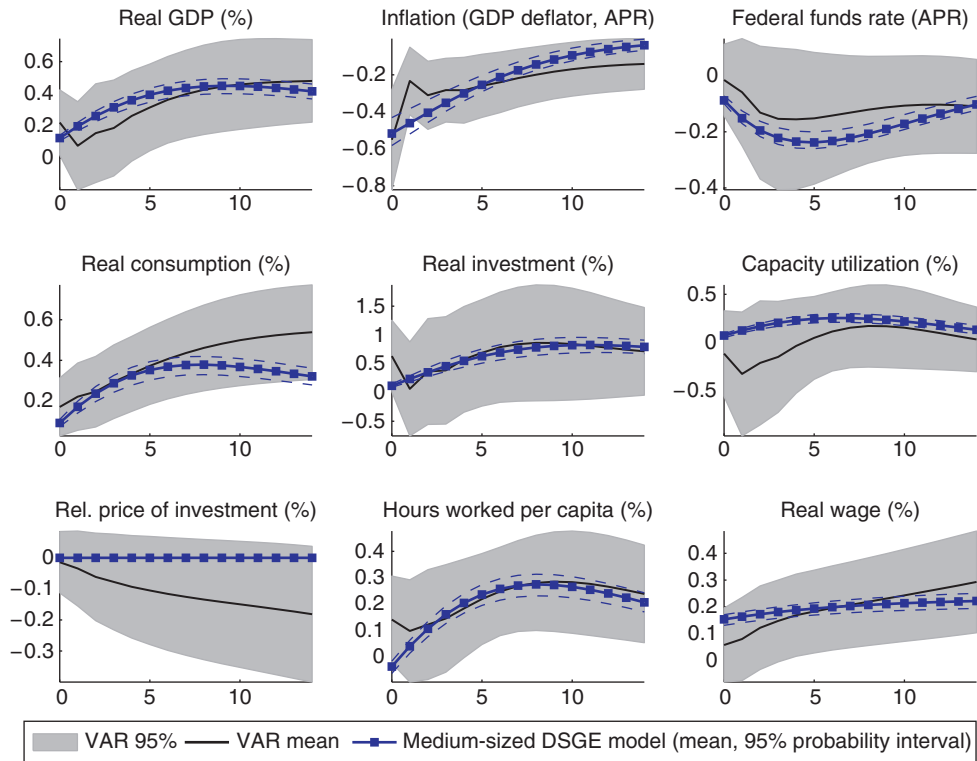 Real GDP (%)
0.6
0.4
0.2
0
0 5 10
Inflation (GDP deflator, APR)
−0.2
−0.4
−0.6
−0.8
0 5 10
Federal funds rate (APR)
0
−0.2
−0.4
0 5 10
Real consumption (%)
0.6
0.4
0.2
0 5 10
Real investment (%)
1.5
1
0.5
0
−0.5
0 5 10
Capacity utilization (%)
0.5
0
−0.5
0 5 10
Rel. price of investment (%)
0
−0.1
−0.2
−0.3
0 5 10
Hours worked per capita (%)
0.4
0.3
0.2
0.1
0
0 5 10
Real wage (%)
0.4
0.3
0.2
0.1
0
0 5 10
VAR 95% VAR mean Medium-sized DSGE model (mean, 95% probability interval)